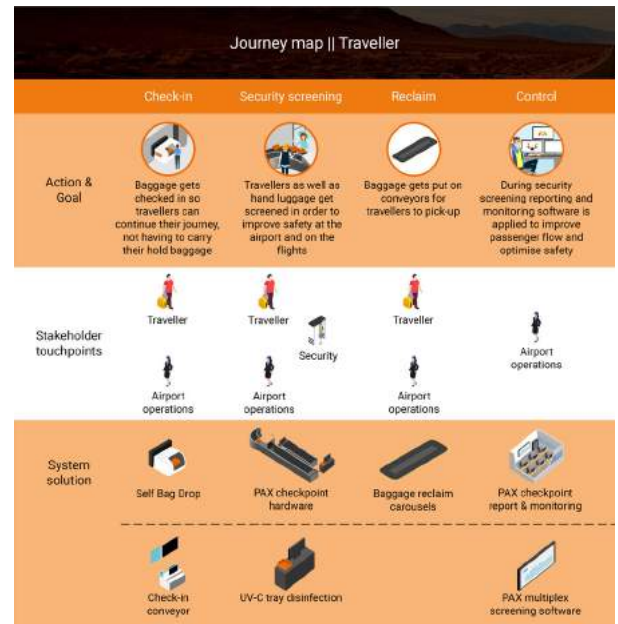 Journey map || Traveller
Check-in
Security screening
Reclaim
Control
Action &
Goal
Baggage gets
checked in so
travellers can
continue their journey,
not having to carry
their hold baggage
Travellers as well as
hand luggage get
screened in order to
improve safety at the
airport and on the
flights
Baggage gets put on
conveyors for
travellers to pick-up
During security
screening reporting and
monitoring software is
applied to improve
passenger flow and
optimise safety
Stakeholder
touchpoints
Traveller
Airport
operations
Traveller
Security
Airport
operations
Traveller
Airport
operations
Airport
operations
System
solution
Self Bag Drop
PAX checkpoint
hardware
Baggage reclaim
carousels
PAX checkpoint
report & monitoring
Check-in
conveyor
UV-C tray disinfection
PAX multiplex
screening software